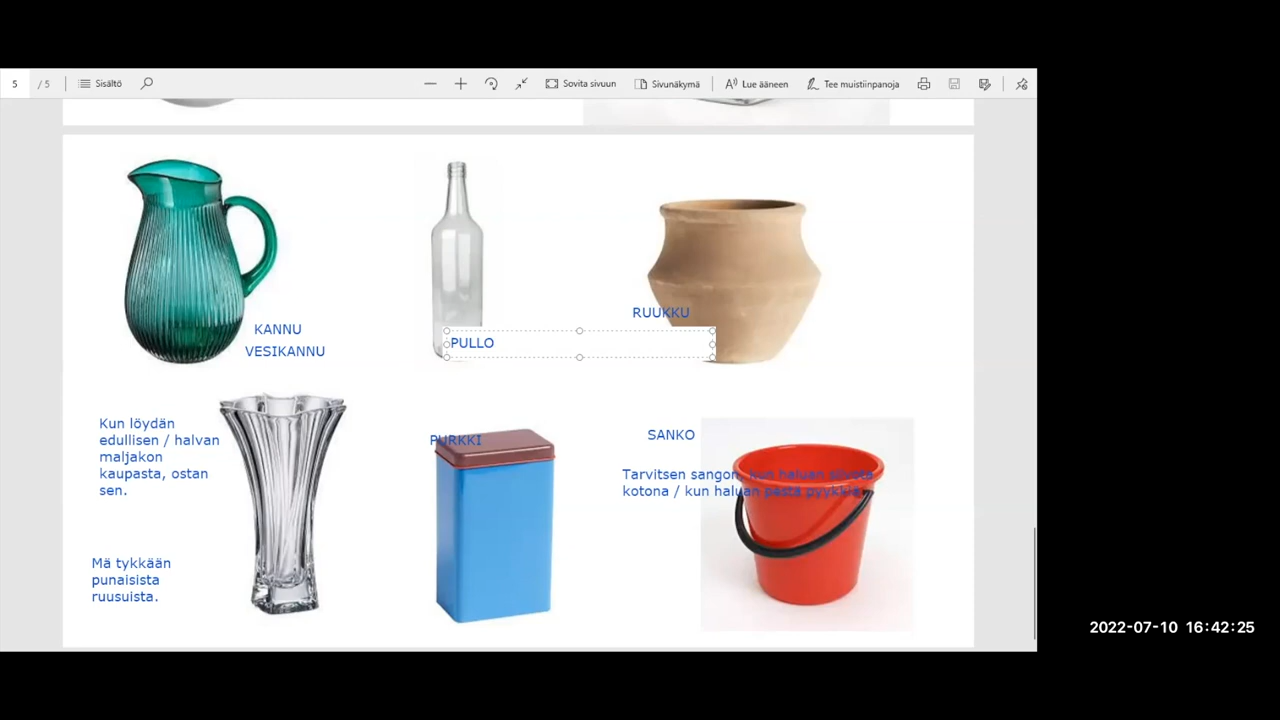 5 / 5 Sisältö Sovita sivuun Sivunäkymä Lue ääneen Tee muistiinpanoja
KANNU
VESIKANNU
PULLO
RUUKKU
Kun löydän
edullisen / halvan
maljakon
kaupasta, ostan
sen.
Mä tykkään
punaisista
ruusuista.
PURKKI
SANKO
Tarvitsen sangon, kun haluan siivota
kotona / kun haluan pestä pyykkiä.
2022-07-10 16:42:25